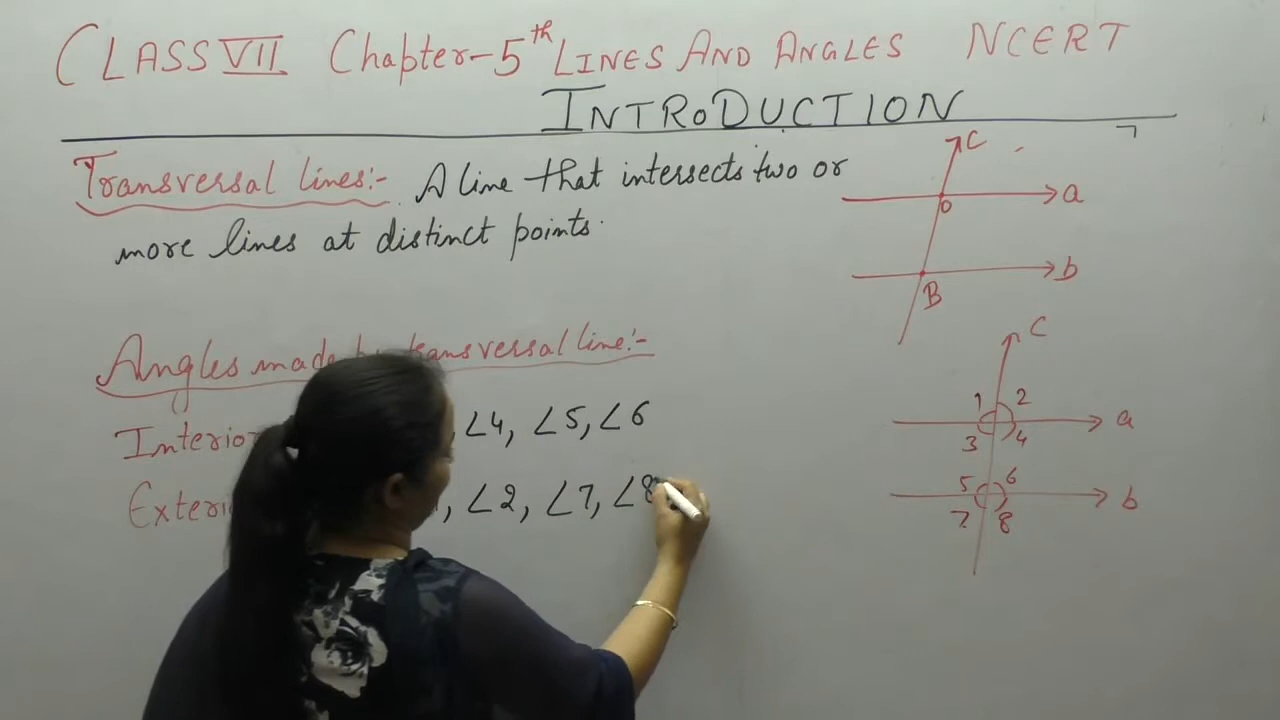 CLASS VII Chapter-5th LINES AND ANGLES NCERT
INTRODUCTION
Transversal lines:- A line that intersects two or
more lines at distinct points.
Angles made transversal line:-
Interio , ∠4, ∠5, ∠6
Exteri , ∠2, ∠7, ∠8
C
O
a
B
b
C
1 2
a
3 4
5 6
b
7 8